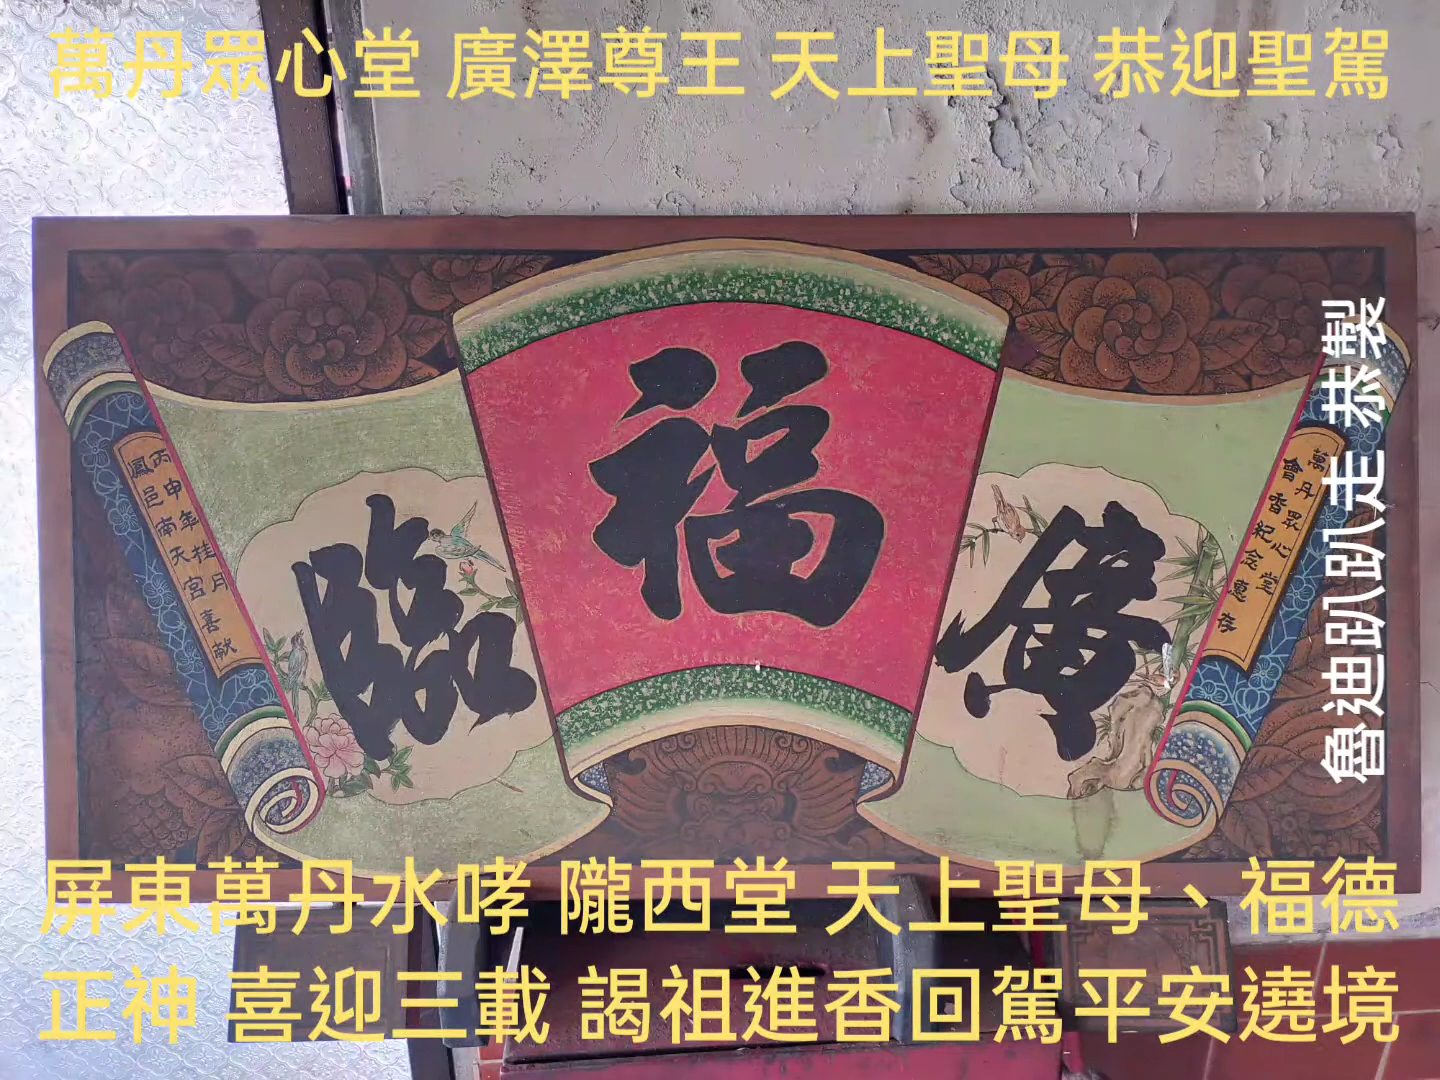 萬丹眾心堂 廣澤尊王 天上聖母 恭迎聖駕
廣福臨
萬丹眾心堂
會香紀念惠存
丙申年桂月
鳳邑南天宮喜獻
魯迪趴趴走 恭製
屏東萬丹水哮 隴西堂 天上聖母、福德
正神 喜迎三載 謁祖進香回駕平安遶境